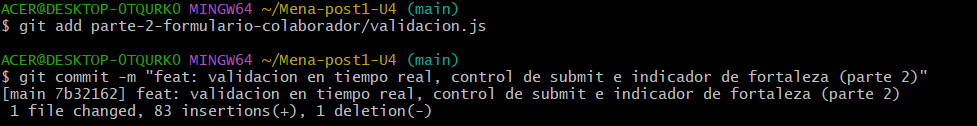 ACER@DESKTOP-OTQURK0 MINGW64 ~/Mena-post1-U4 (main)
$ git add parte-2-formulario-colaborador/validacion.js
ACER@DESKTOP-OTQURK0 MINGW64 ~/Mena-post1-U4 (main)
$ git commit -m "feat: validacion en tiempo real, control de submit e indicador de fortaleza (parte 2)"
[main 7b32162] feat: validacion en tiempo real, control de submit e indicador de fortaleza (parte 2)
 1 file changed, 83 insertions(+), 1 deletion(-)